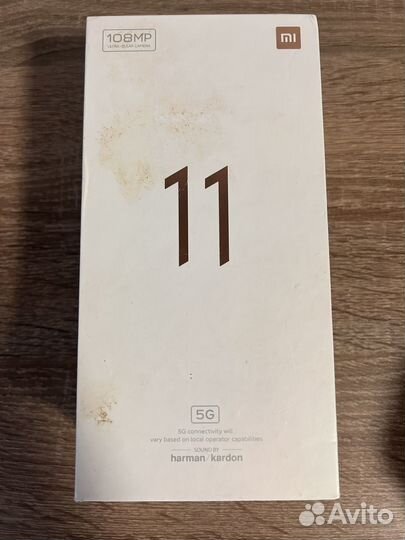 108MP
ULTRA-CLEAR CAMERA
mi
11
5G
5G connectivity will
vary based on local operator capabilities
SOUND BY
harman/kardon
Avito